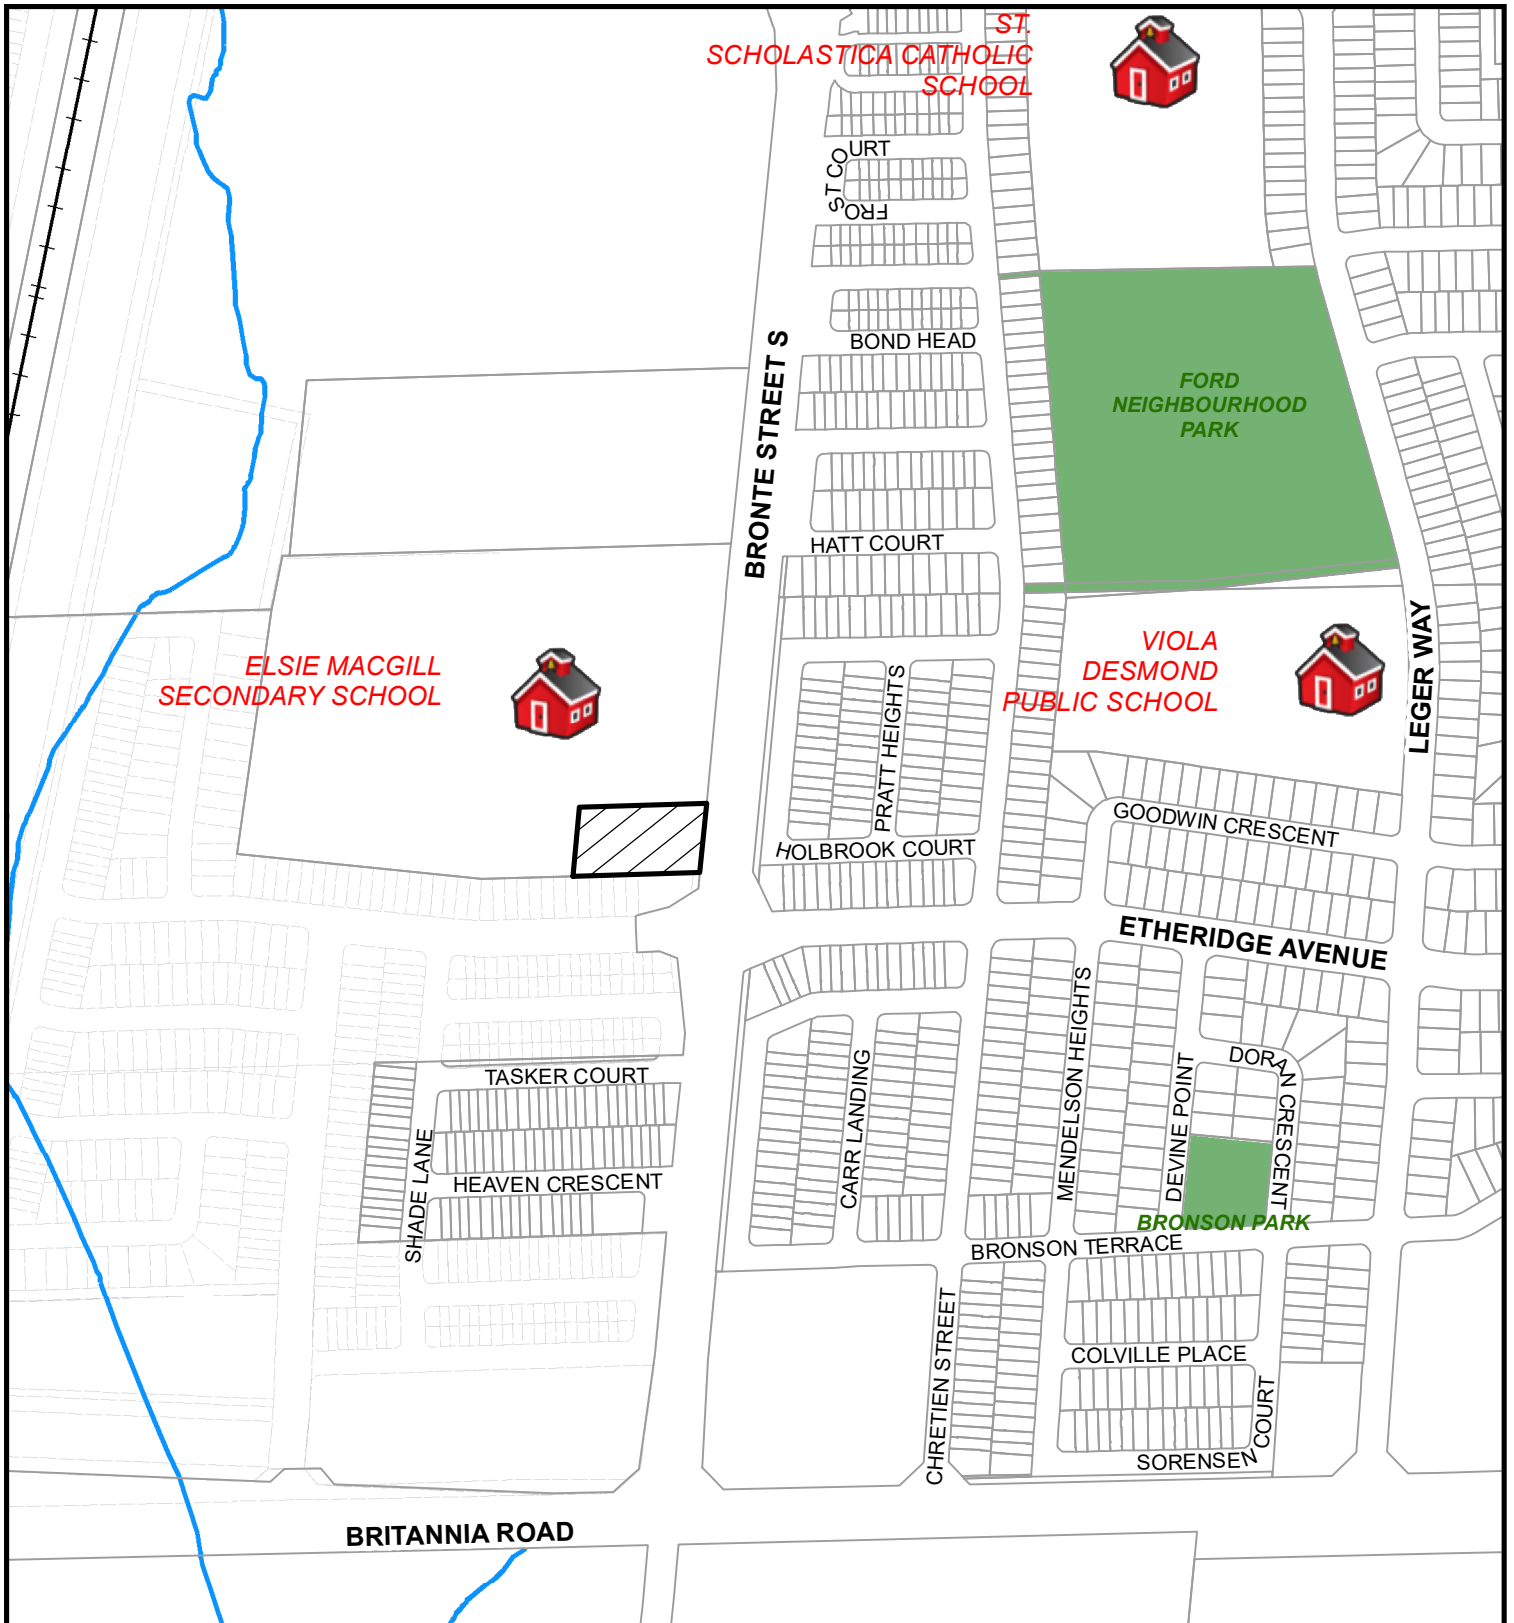 ST.
SCHOLASTICA CATHOLIC
SCHOOL
FROST COURT
BOND HEAD
FORD
NEIGHBOURHOOD
PARK
BRONTE STREET S
HATT COURT
ELSIE MACGILL
SECONDARY SCHOOL
VIOLA
DESMOND
PUBLIC SCHOOL
LEGER WAY
PRATT HEIGHTS
GOODWIN CRESCENT
HOLBROOK COURT
ETHERIDGE AVENUE
MENDELSON HEIGHTS
DORAN CRESCENT
DEVINE POINT
CARR LANDING
TASKER COURT
SHADE LANE
HEAVEN CRESCENT
BRONSON PARK
BRONSON TERRACE
CHRETIEN STREET
COLVILLE PLACE
SORENSEN COURT
BRITANNIA ROAD